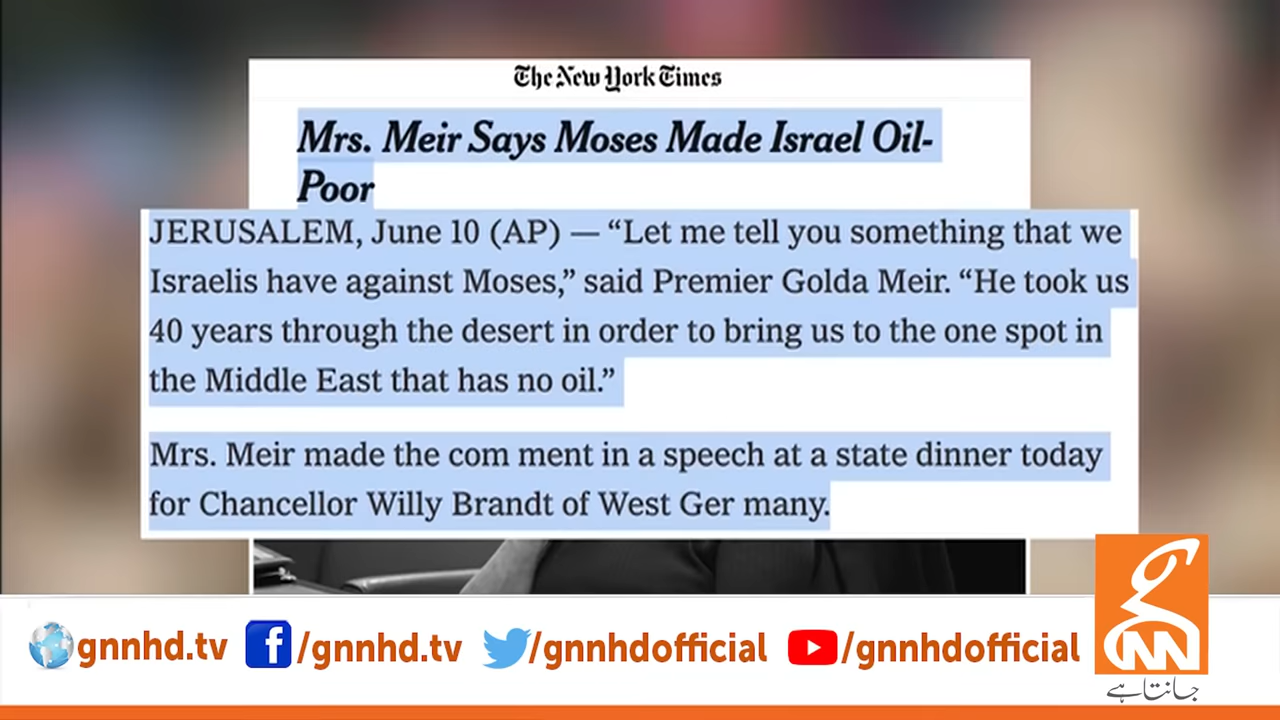 The New York Times
Mrs. Meir Says Moses Made Israel Oil-
Poor
JERUSALEM, June 10 (AP) — “Let me tell you something that we
Israelis have against Moses,” said Premier Golda Meir. “He took us
40 years through the desert in order to bring us to the one spot in
the Middle East that has no oil.”
Mrs. Meir made the com ment in a speech at a state dinner today
for Chancellor Willy Brandt of West Ger many.
gnnhd.tv /gnnhd.tv /gnnhdofficial /gnnhdofficial
GNN
جانتا ہے